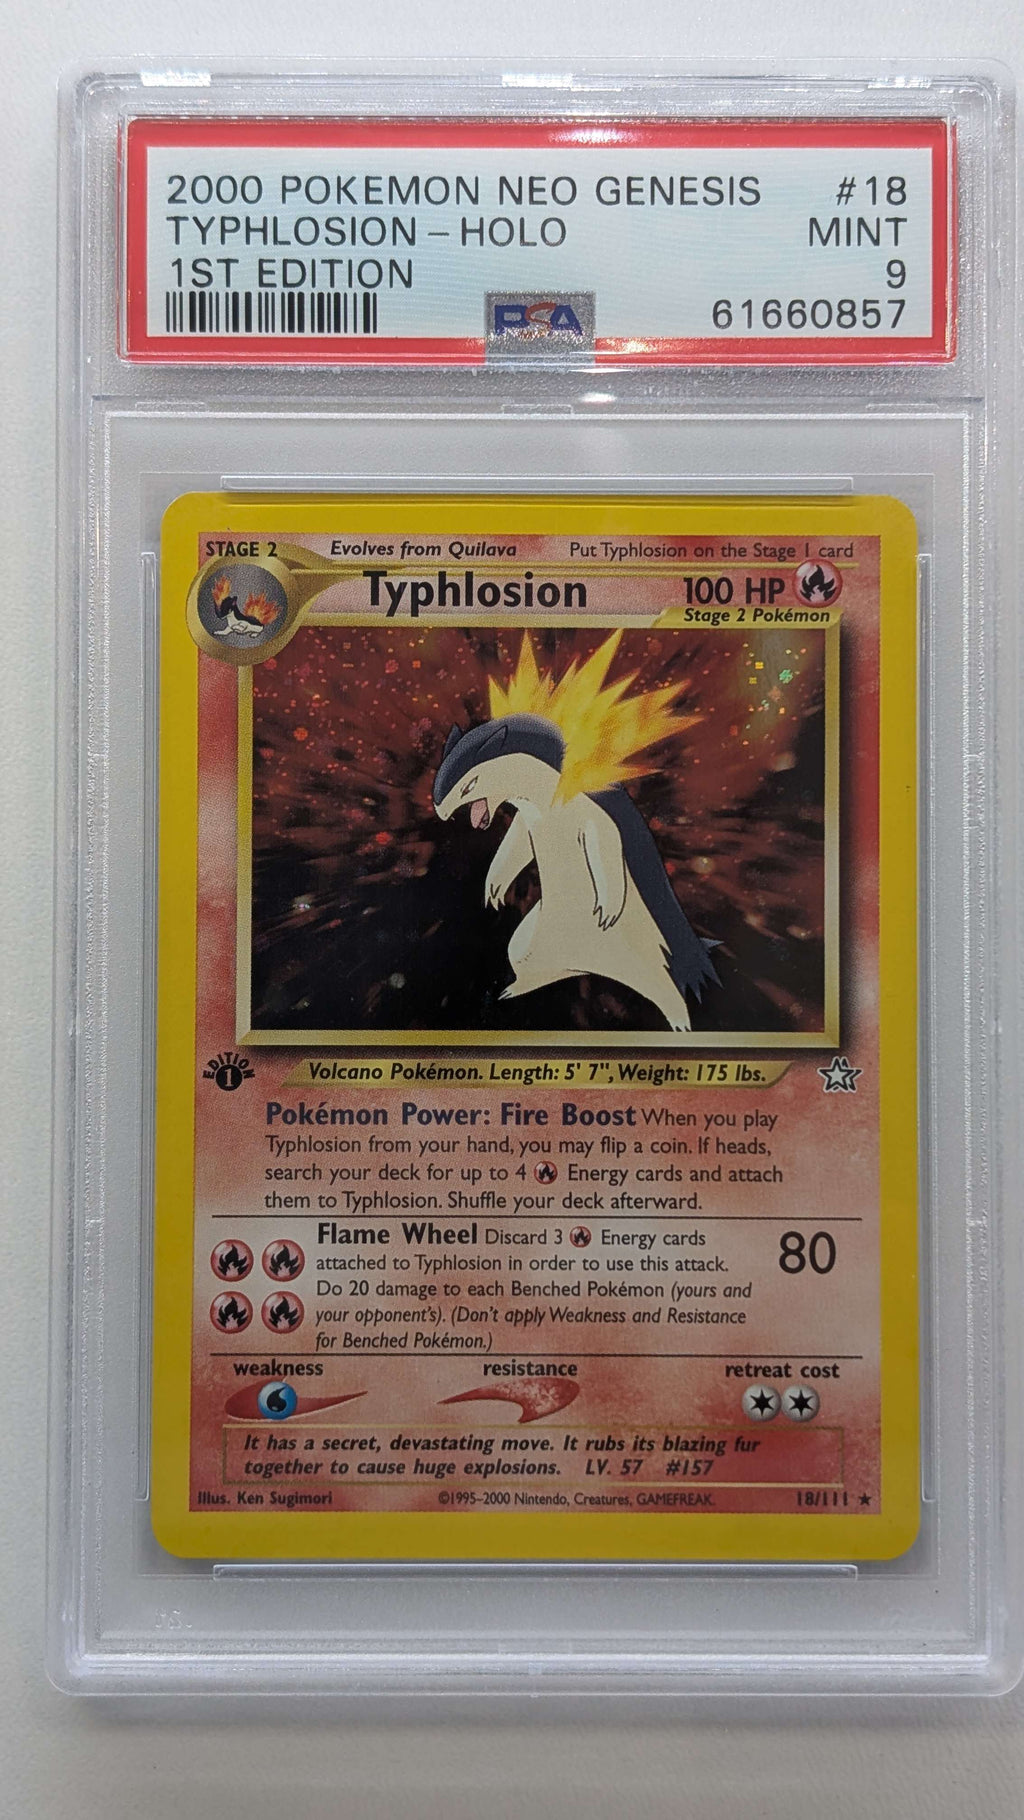 2000 POKEMON NEO GENESIS #18
TYPHLOSION - HOLO MINT
1ST EDITION 9
PSA 61660857
STAGE 2 Evolves from Quilava Put Typhlosion on the Stage 1 card
Typhlosion 100 HP
Stage 2 Pokémon
EDITION 1
Volcano Pokémon. Length: 5' 7", Weight: 175 lbs.
Pokémon Power: Fire Boost When you play
Typhlosion from your hand, you may flip a coin. If heads,
search your deck for up to 4 Energy cards and attach
them to Typhlosion. Shuffle your deck afterward.
Flame Wheel Discard 3 Energy cards
attached to Typhlosion in order to use this attack. 80
Do 20 damage to each Benched Pokémon (yours and
your opponent's). (Don't apply Weakness and Resistance
for Benched Pokémon.)
weakness resistance retreat cost
It has a secret, devastating move. It rubs its blazing fur
together to cause huge explosions. LV. 57 #157
Illus. Ken Sugimori ©1995-2000 Nintendo, Creatures, GAMEFREAK. 18/111 ★